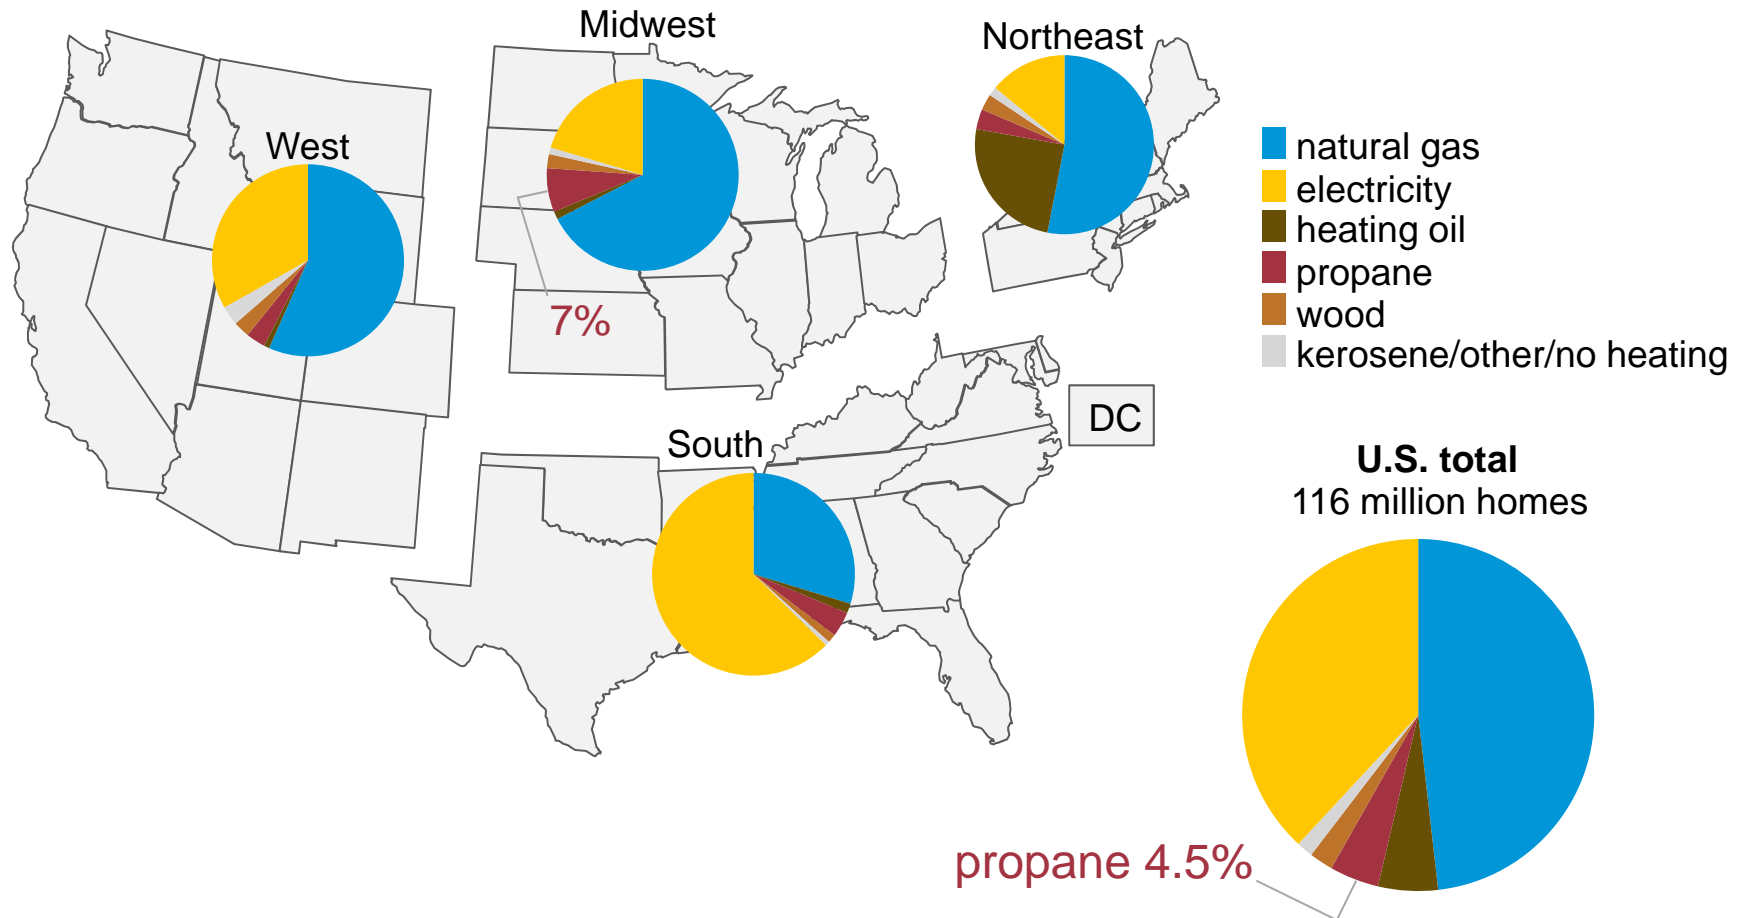 Midwest
Northeast
West
natural gas
electricity
heating oil
propane
wood
kerosene/other/no heating
7%
DC
South
U.S. total
116 million homes
propane 4.5%